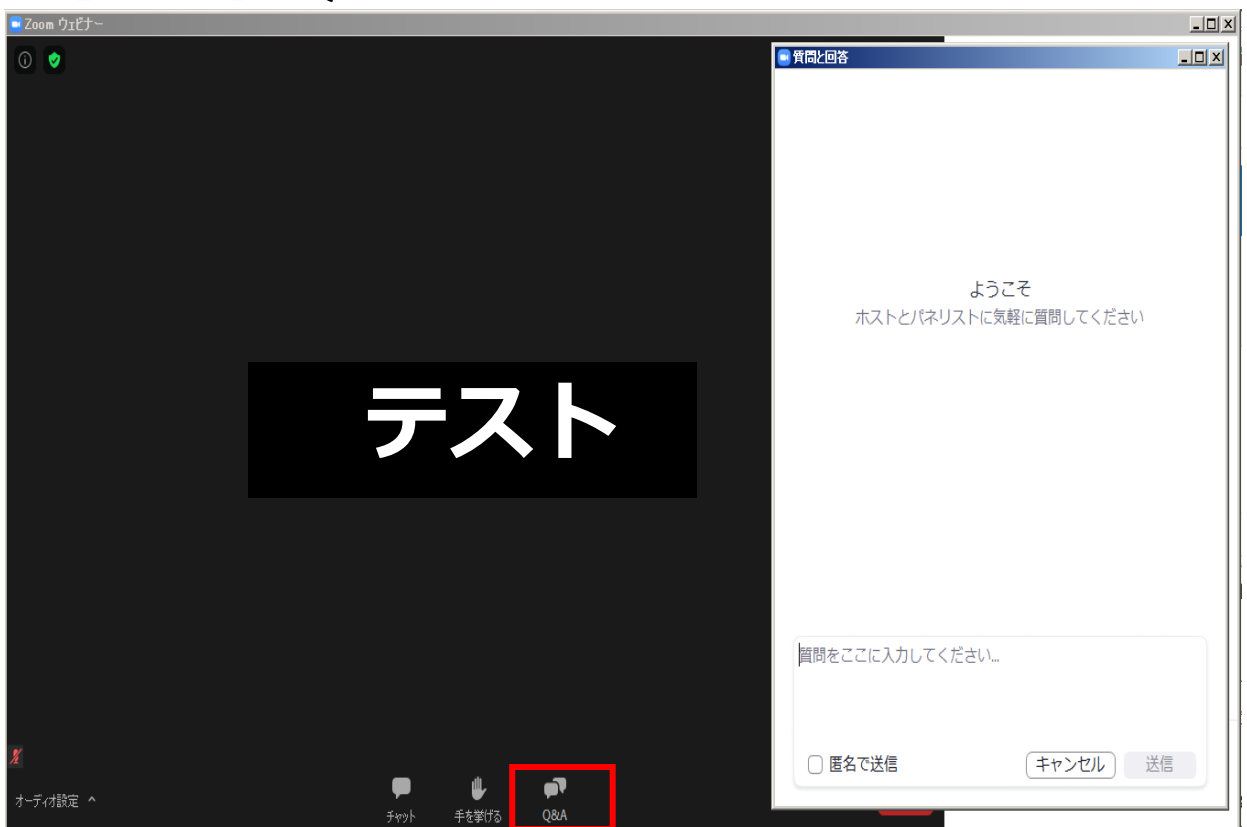 Zoom ウェビナー
質問と回答
ようこそ
ホストとパネリストに気軽に質問してください
テスト
質問をここに入力してください...
匿名で送信
キャンセル
送信
オーディオ設定
チャット
手を挙げる
Q&A